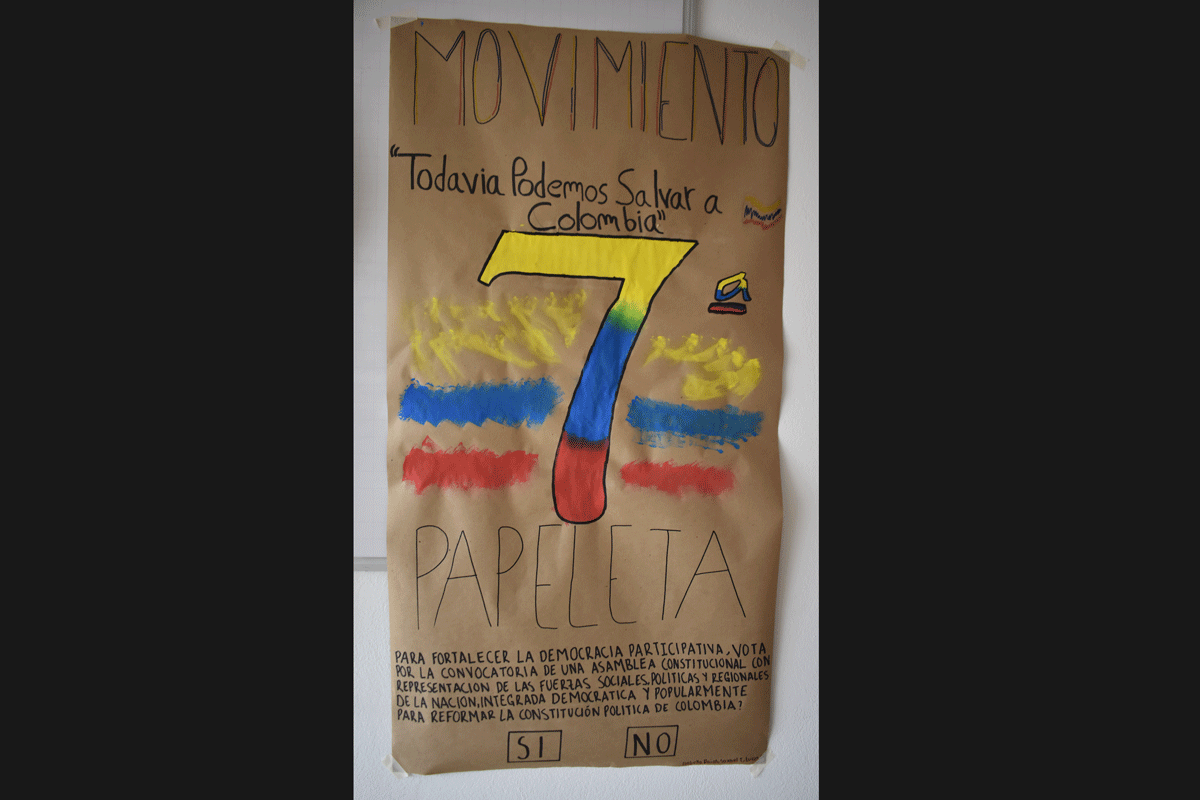 MOVIMIENTO
"Todavia Podemos Salvar a
Colombia"
7 a
PAPELETA
PARA FORTALECER LA DEMOCRACIA PARTICIPATIVA, VOTA
POR LA CONVOCATORIA DE UNA ASAMBLEA CONSTITUCIONAL CON
REPRESENTACION DE LAS FUERZAS SOCIALES, POLITICAS Y REGIONALES
DE LA NACION, INTEGRADA DEMOCRATICA Y POPULARMENTE
PARA REFORMAR LA CONSTITUCIÓN POLITICA DE COLOMBIA?
SI NO